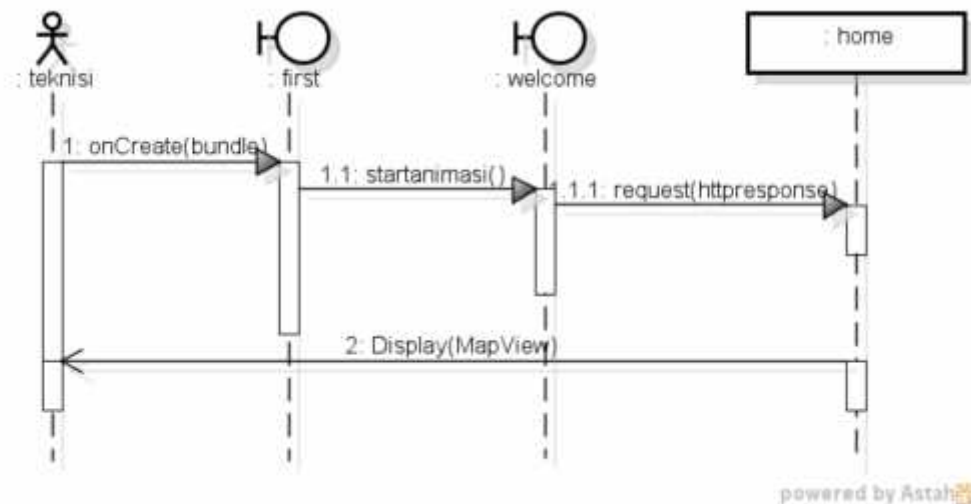 : teknisi
: first
: welcome
: home
1: onCreate(bundle)
1.1: startanimasi()
1.1.1: request(httpresponse)
2: Display(MapView)
powered by Astah